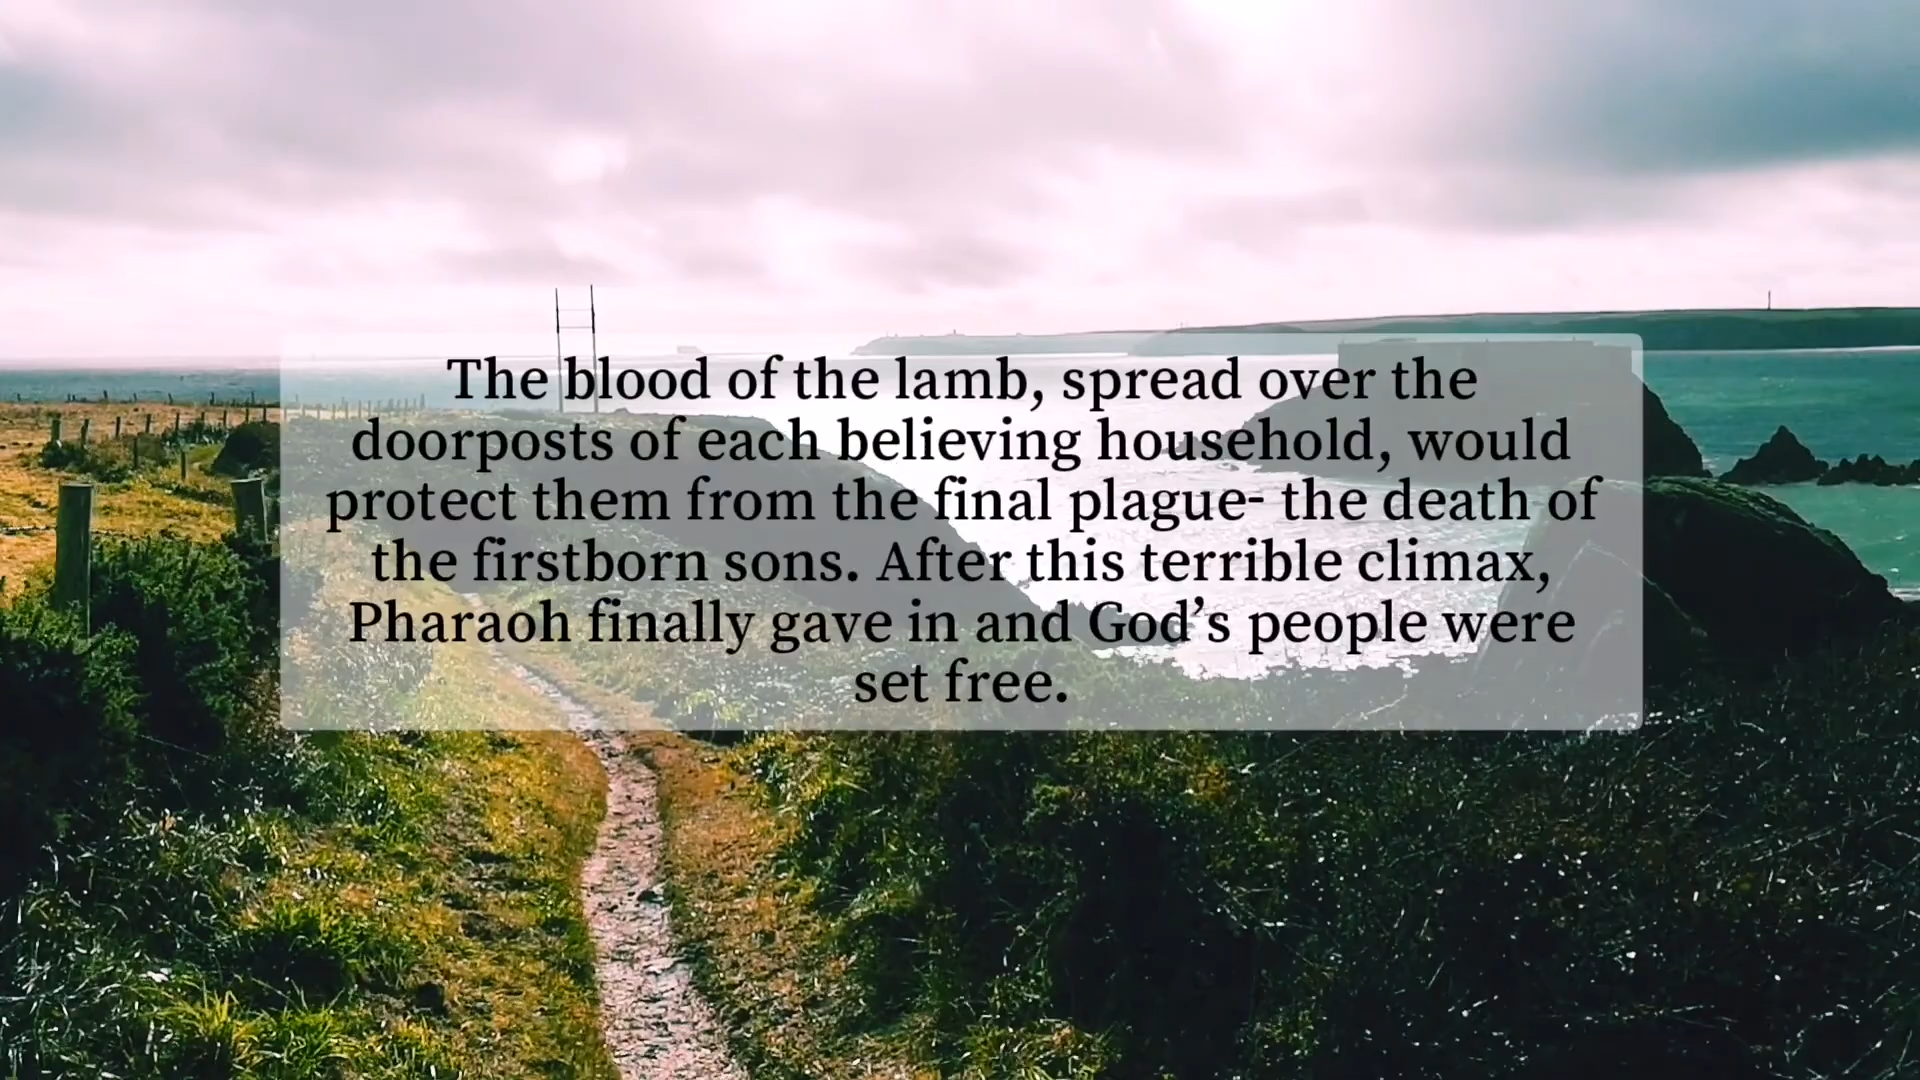 The blood of the lamb, spread over the
doorposts of each believing household, would
protect them from the final plague- the death of
the firstborn sons. After this terrible climax,
Pharaoh finally gave in and God’s people were
set free.